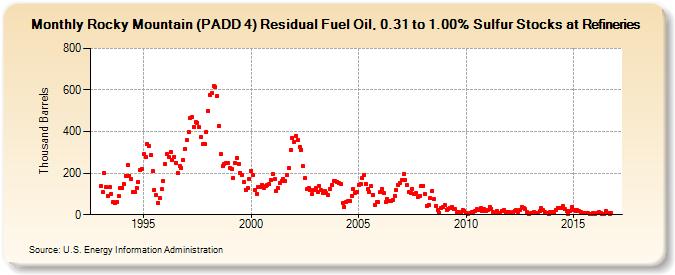 Monthly Rocky Mountain (PADD 4) Residual Fuel Oil, 0.31 to 1.00% Sulfur Stocks at Refineries
Thousand Barrels
800
600
400
200
0
1995 2000 2005 2010 2015
Source: U.S. Energy Information Administration